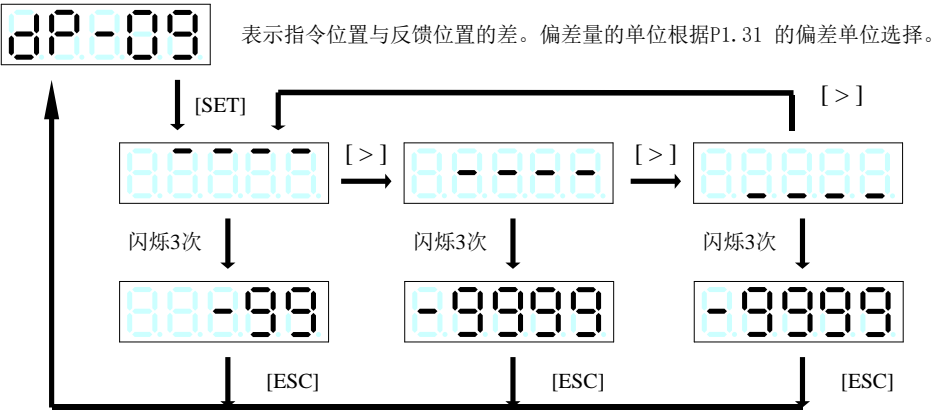 dP-09
表示指令位置与反馈位置的差。偏差量的单位根据P1.31 的偏差单位选择。
[SET]
[ > ]
---- [ > ] ---- [ > ] ----
闪烁3次 闪烁3次 闪烁3次
-99 -9999 -9999
[ESC] [ESC] [ESC]